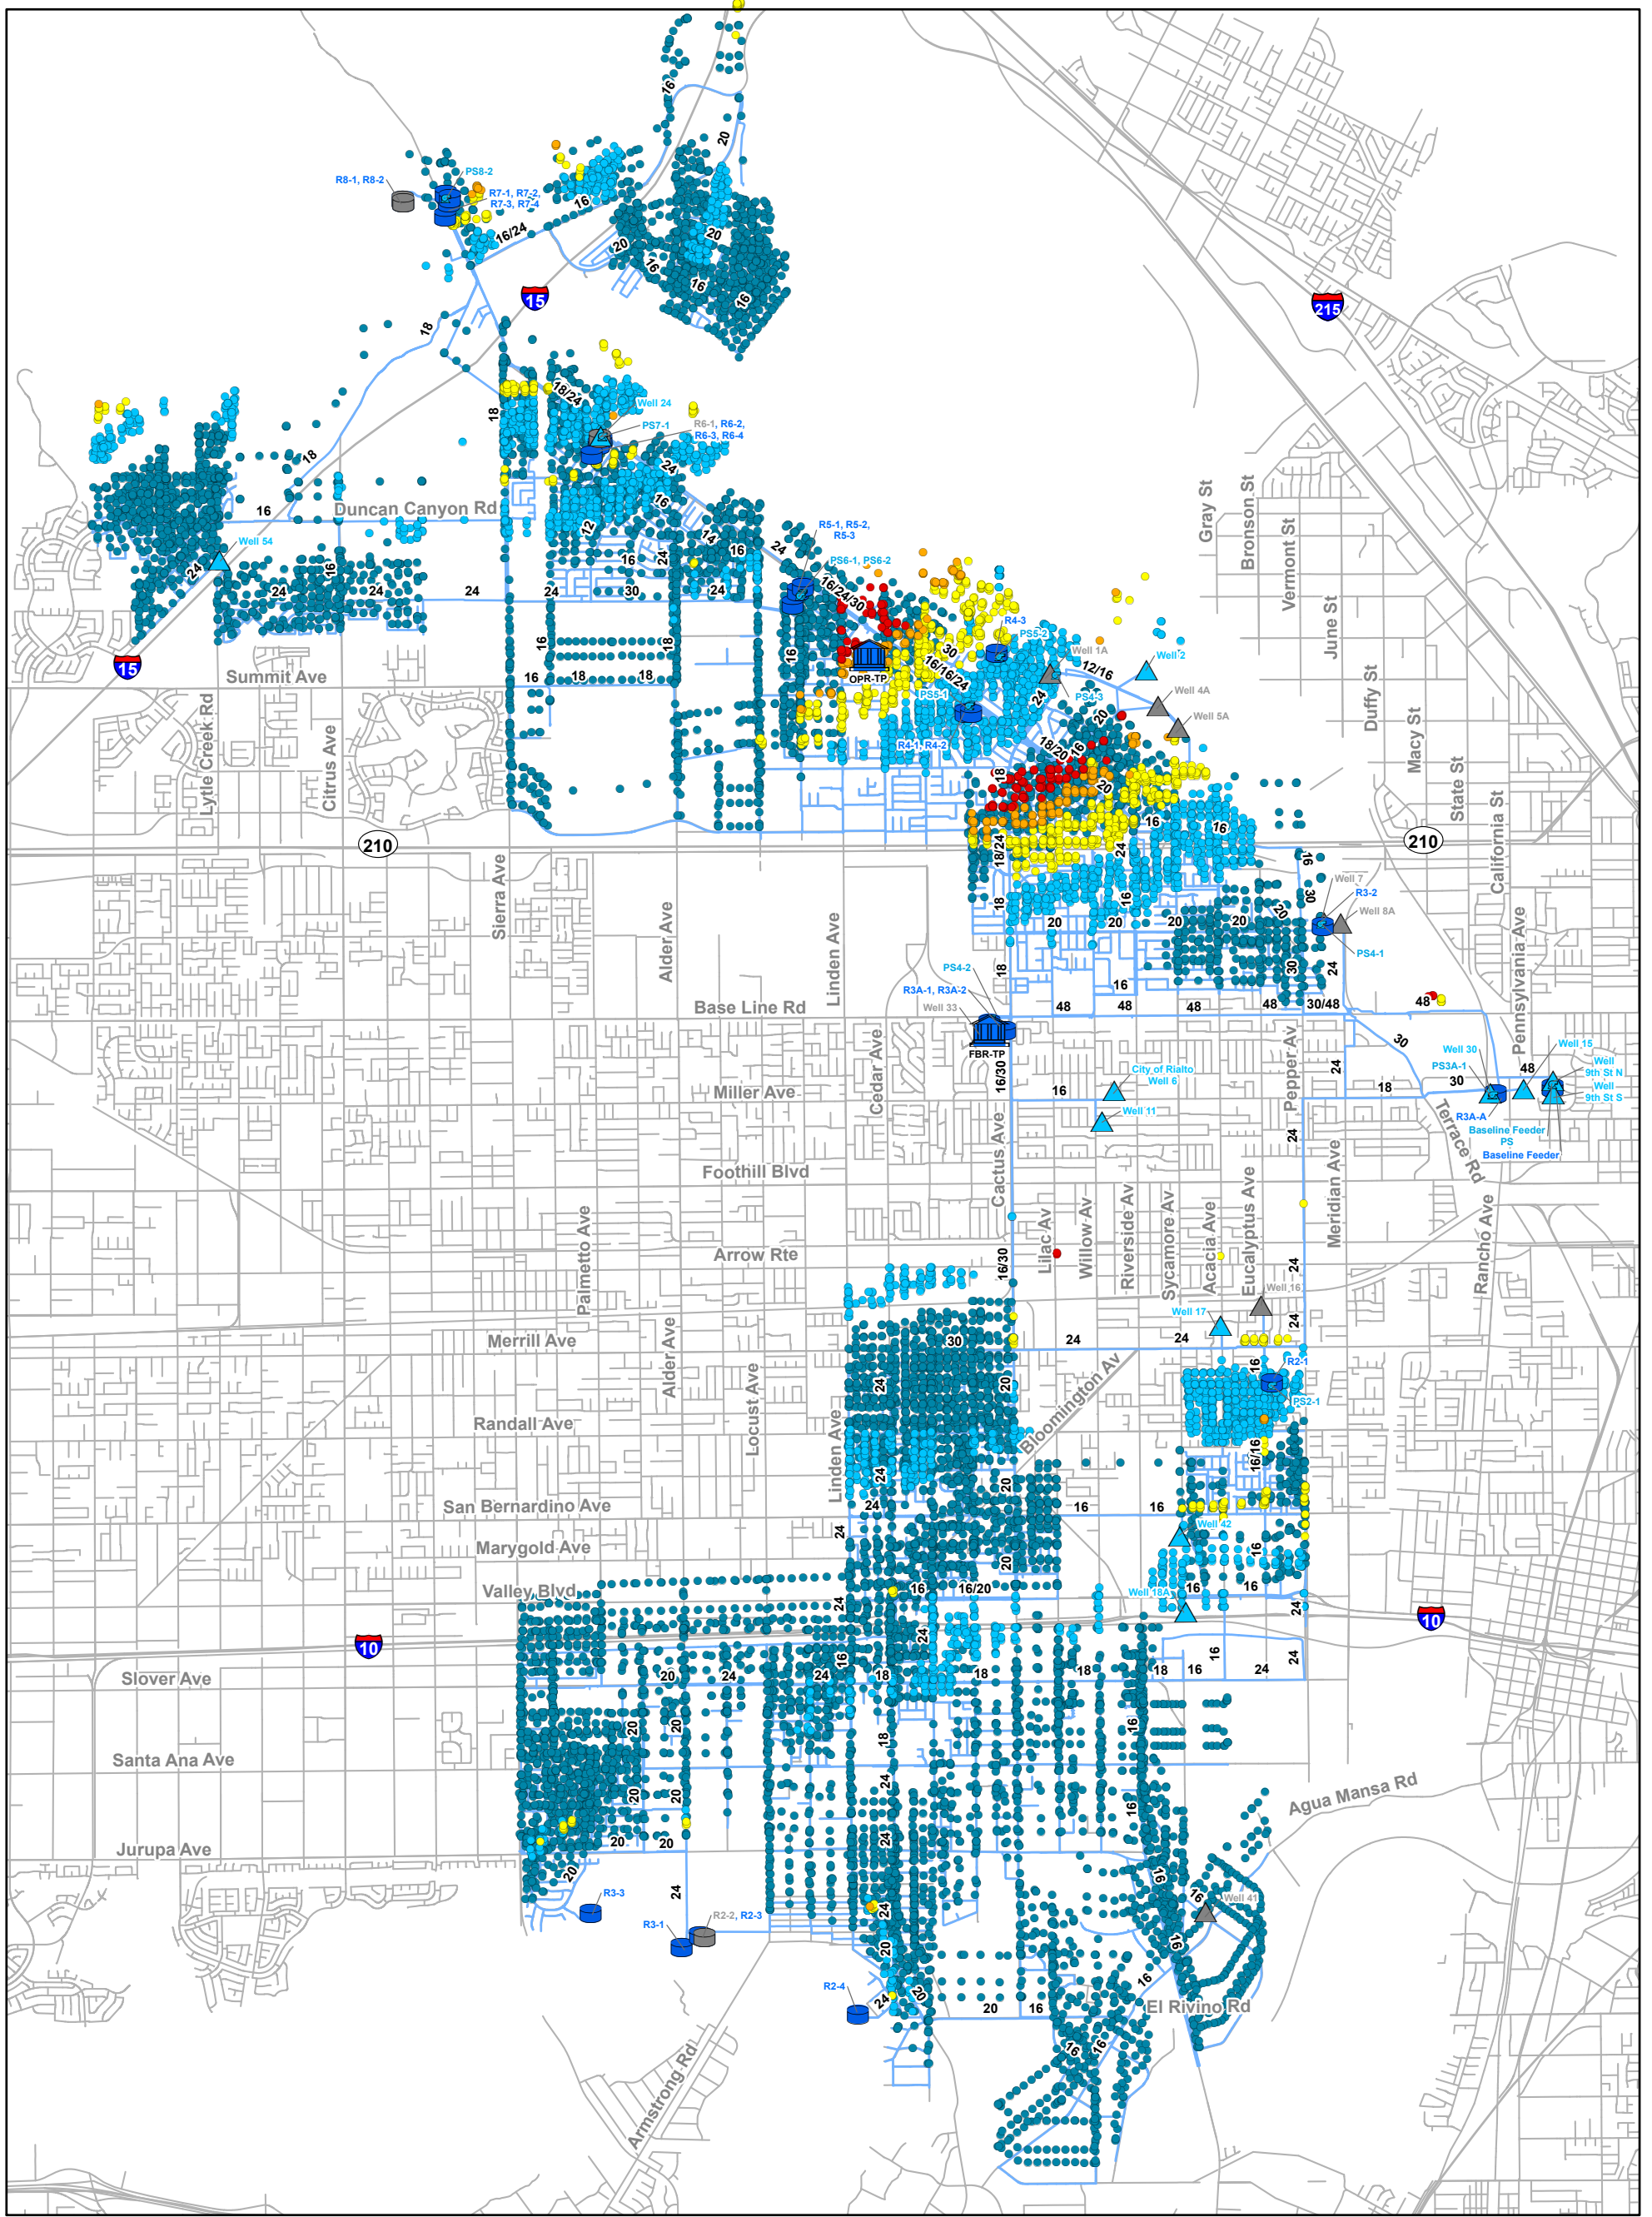 16
20
R8-1, R8-2
PS8-2
R7-1, R7-2,
R7-3, R7-4
16
16/24
20
20
16
16
16
15
215
18
18/24
18
Well 24
PS7-1
R6-1, R6-2,
R6-3, R6-4
18
24
16
16
Duncan Canyon Rd
12
14
16
24
R5-1, R5-2,
R5-3
Gray St
Bronson St
Vermont St
June St
Well 54
24
16
16
24
PS6-1, PS6-2
16/24/30
24
24
24
24
30
24
R4-3
PS5-2
30
16/16/24
Well 1A
12/16
Well 2
15
16
18
16
OPR-TP
Summit Ave
16
18
18
PS5-1
24
PS4-3
Well 4A
Well 5A
20
Lytle Creek Rd
Citrus Ave
R4-1, R4-2
18/20
16
18
20
Duffy St
Macy St
State St
California St
16
16
210
210
18/24
24
16
30
Sierra Ave
Alder Ave
Linden Ave
18
16
20
20
20
20
20
Well 7
R3-2
Well 8A
PS4-1
Pennsylvania Ave
PS4-2
18
30
24
R3A-1, R3A-2
16
Well 33
Base Line Rd
48
48
48
48
30/48
48
FBR-TP
Cedar Ave
Pepper Av
30
Well 30
Well 15
PS3A-1
48
Well
9th St N
Well
9th St S
16/30
24
City of Rialto
Well 6
Miller Ave
16
18
30
Well 11
R3A-A
Baseline Feeder
PS
Baseline Feeder
24
Terrace Rd
Foothill Blvd
Cactus Ave
Meridian Ave
Rancho Ave
Palmetto Ave
Lilac Av
Willow Av
Riverside Av
Sycamore Av
Acacia Ave
Eucalyptus Ave
Arrow Rte
16/30
24
Well 16
Well 17
24
Merrill Ave
30
24
24
Alder Ave
Locust Ave
24
20
Bloomington Av
16
R2-1
PS2-1
Randall Ave
Linden Ave
24
20
16/16
San Bernardino Ave
24
16
16
Well 42
24
Marygold Ave
20
16
Valley Blvd
16
16/20
Well 18A
16
16
24
24
10
10
24
16
16
24
Slover Ave
20
24
24
18
18
18
18
16
24
20
20
18
16
Santa Ana Ave
20
20
24
16
Agua Mansa Rd
Jurupa Ave
20
20
24
20
16
16
Well 41
R3-3
24
24
R2-2, R2-3
R3-1
20
16
R2-4
24
20
16
20
16
El Rivino Rd
16
16
Armstrong Rd